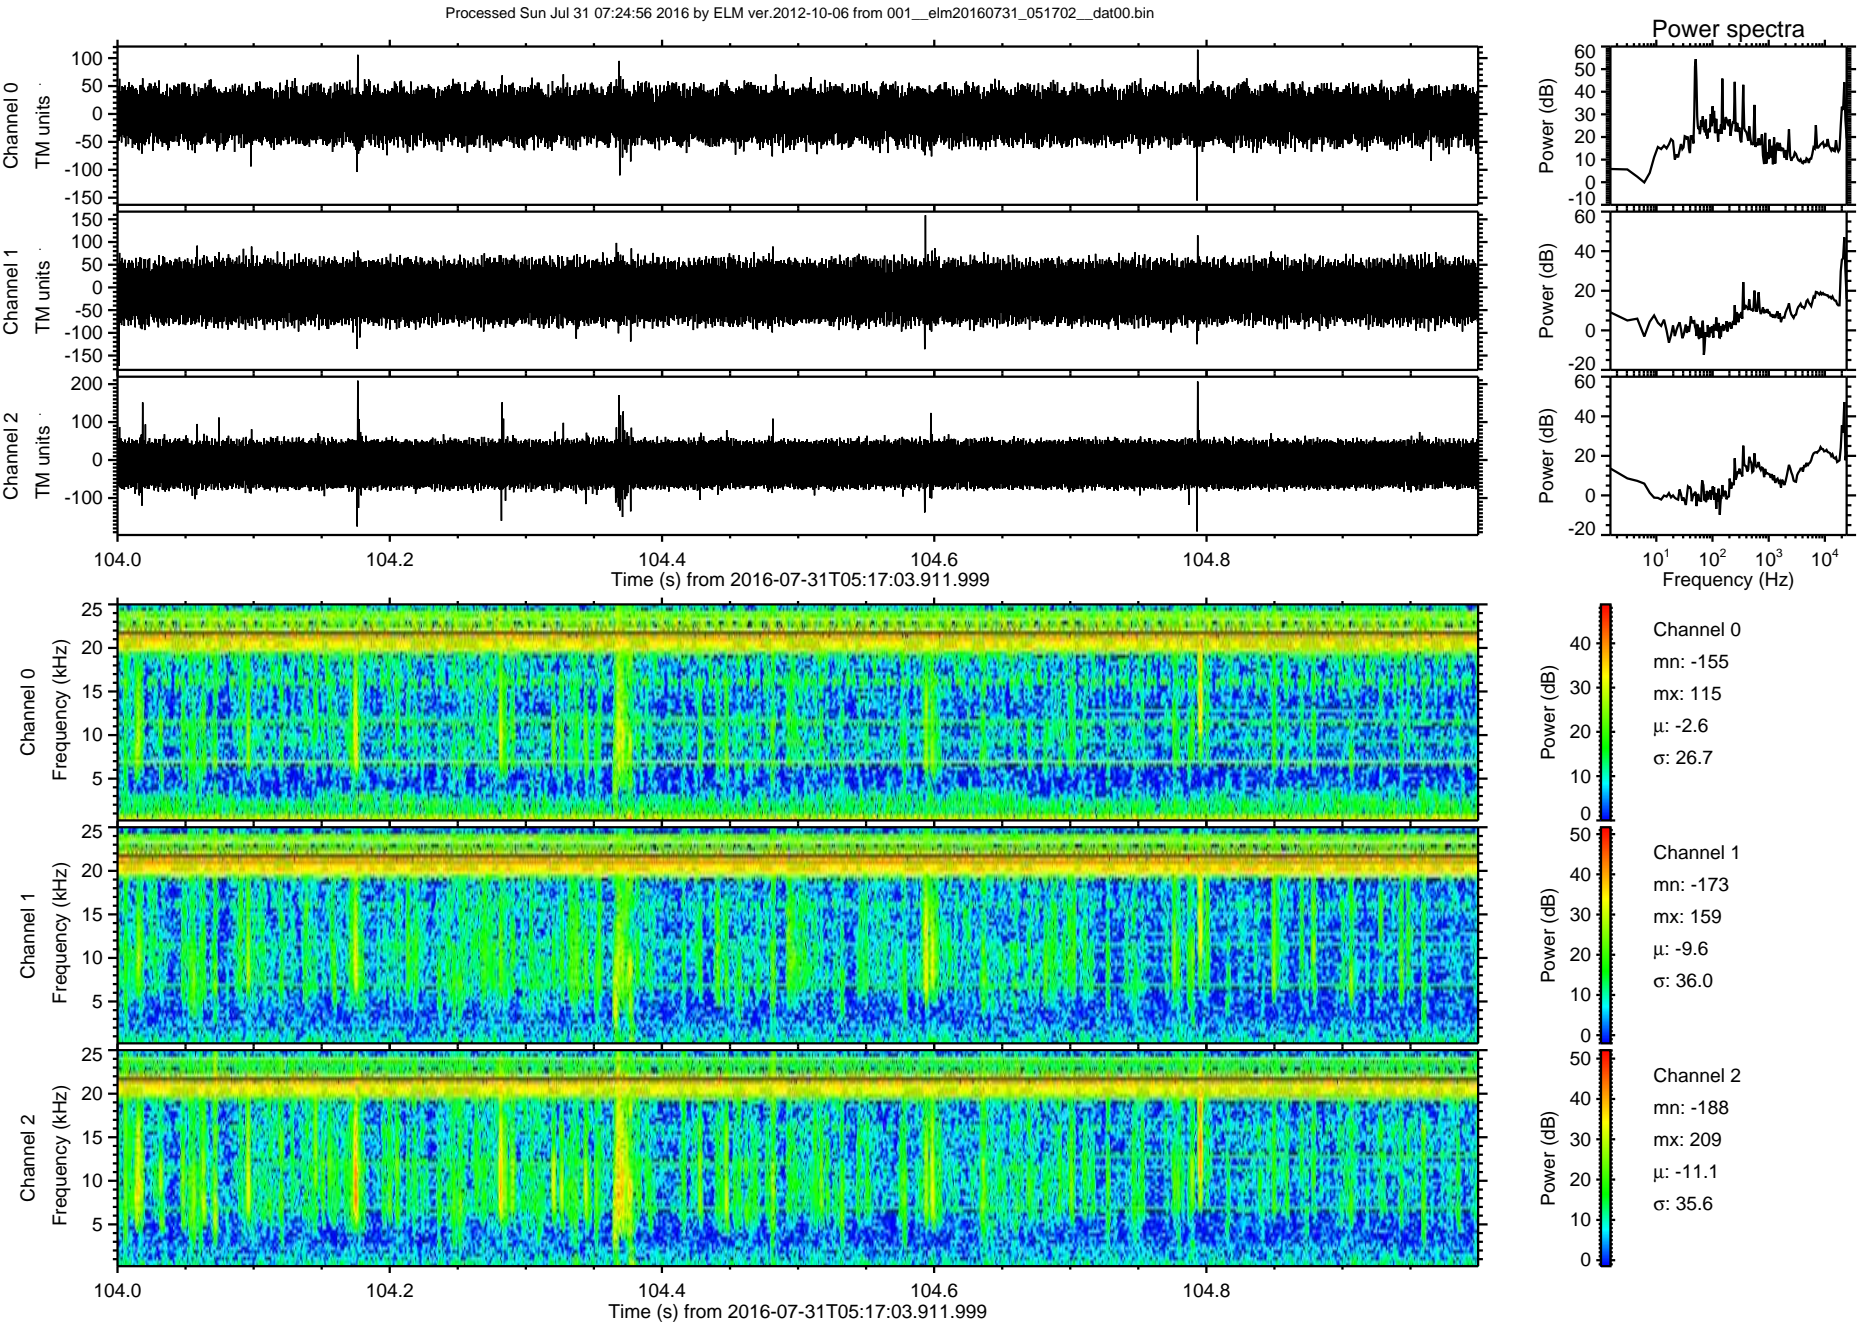 Processed Sun Jul 31 07:24:56 2016 by ELM ver.2012-10-06 from 001__elm20160731_051702__dat00.bin
Power spectra
Channel 0
TM units
100
50
0
-50
-100
-150
Power (dB)
60
50
40
30
20
10
0
-10
Channel 1
TM units
150
100
50
0
-50
-100
-150
Power (dB)
60
40
20
0
-20
Channel 2
TM units
200
100
0
-100
Power (dB)
60
40
20
0
-20
104.0 104.2 104.4 104.6 104.8
Time (s) from 2016-07-31T05:17:03.911.999
10^1 10^2 10^3 10^4
Frequency (Hz)
Channel 0
Frequency (kHz)
25
20
15
10
5
Power (dB)
40
30
20
10
0
Channel 0
mn: -155
mx: 115
μ: -2.6
σ: 26.7
Channel 1
Frequency (kHz)
25
20
15
10
5
Power (dB)
50
40
30
20
10
0
Channel 1
mn: -173
mx: 159
μ: -9.6
σ: 36.0
Channel 2
Frequency (kHz)
25
20
15
10
5
Power (dB)
50
40
30
20
10
0
Channel 2
mn: -188
mx: 209
μ: -11.1
σ: 35.6
104.0 104.2 104.4 104.6 104.8
Time (s) from 2016-07-31T05:17:03.911.999